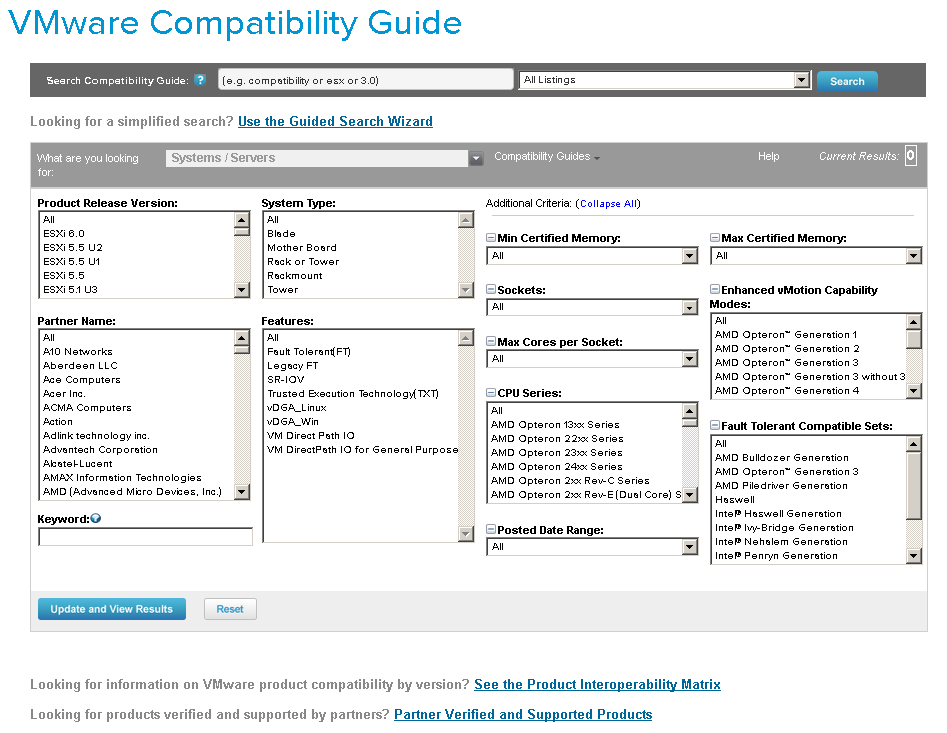 VMware Compatibility Guide
Search Compatibility Guide: ? (e.g. compatibility or esx or 3.0) All Listings Search
Looking for a simplified search? Use the Guided Search Wizard
What are you looking for: Systems / Servers Compatibility Guides Help Current Results: 0
Product Release Version:
All
ESXi 6.0
ESXi 5.5 U2
ESXi 5.5 U1
ESXi 5.5
ESXi 5.1 U3
System Type:
All
Blade
Mother Board
Rack or Tower
Rackmount
Tower
Additional Criteria: (Collapse All)
Min Certified Memory:
All
Max Certified Memory:
All
Sockets:
All
Enhanced vMotion Capability
Modes:
All
AMD Opteron™ Generation 1
AMD Opteron™ Generation 2
AMD Opteron™ Generation 3
AMD Opteron™ Generation 3 without 3
AMD Opteron™ Generation 4
Partner Name:
All
A10 Networks
Aberdeen LLC
Ace Computers
Acer Inc.
ACMA Computers
Action
Adlink technology inc.
Advantech Corporation
Alcatel-Lucent
AMAX Information Technologies
AMD (Advanced Micro Devices, Inc.)
Features:
All
Fault Tolerant(FT)
Legacy FT
SR-IOV
Trusted Execution Technology(TXT)
vDGA_Linux
vDGA_Win
VM Direct Path IO
VM DirectPath IO for General Purpose
Max Cores per Socket:
All
CPU Series:
All
AMD Opteron 13xx Series
AMD Opteron 22xx Series
AMD Opteron 23xx Series
AMD Opteron 24xx Series
AMD Opteron 2xx Rev-C Series
AMD Opteron 2xx Rev-E (Dual Core) S
Fault Tolerant Compatible Sets:
All
AMD Bulldozer Generation
AMD Opteron™ Generation 3
AMD Piledriver Generation
Haswell
Intel® Haswell Generation
Intel® Ivy-Bridge Generation
Intel® Nehalem Generation
Intel® Penryn Generation
Keyword: ?
Posted Date Range:
All
Update and View Results Reset
Looking for information on VMware product compatibility by version? See the Product Interoperability Matrix
Looking for products verified and supported by partners? Partner Verified and Supported Products